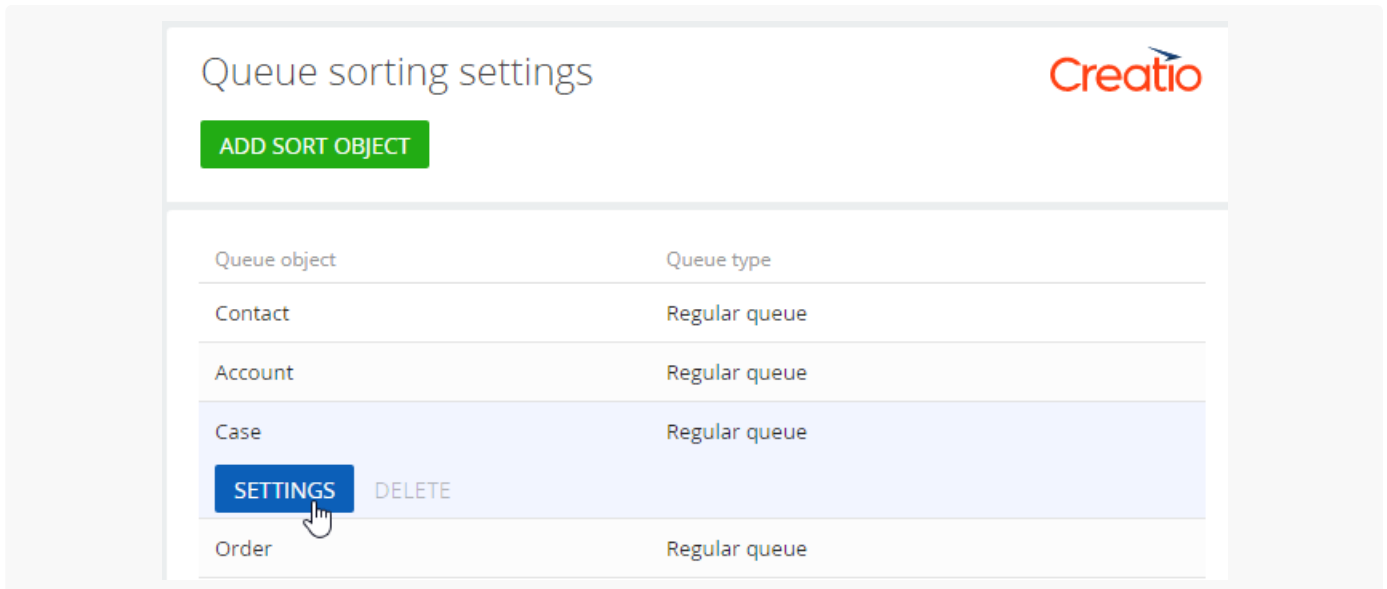 Queue sorting settings
Creatio
ADD SORT OBJECT
Queue object Queue type
Contact Regular queue
Account Regular queue
Case Regular queue
SETTINGS DELETE
Order Regular queue